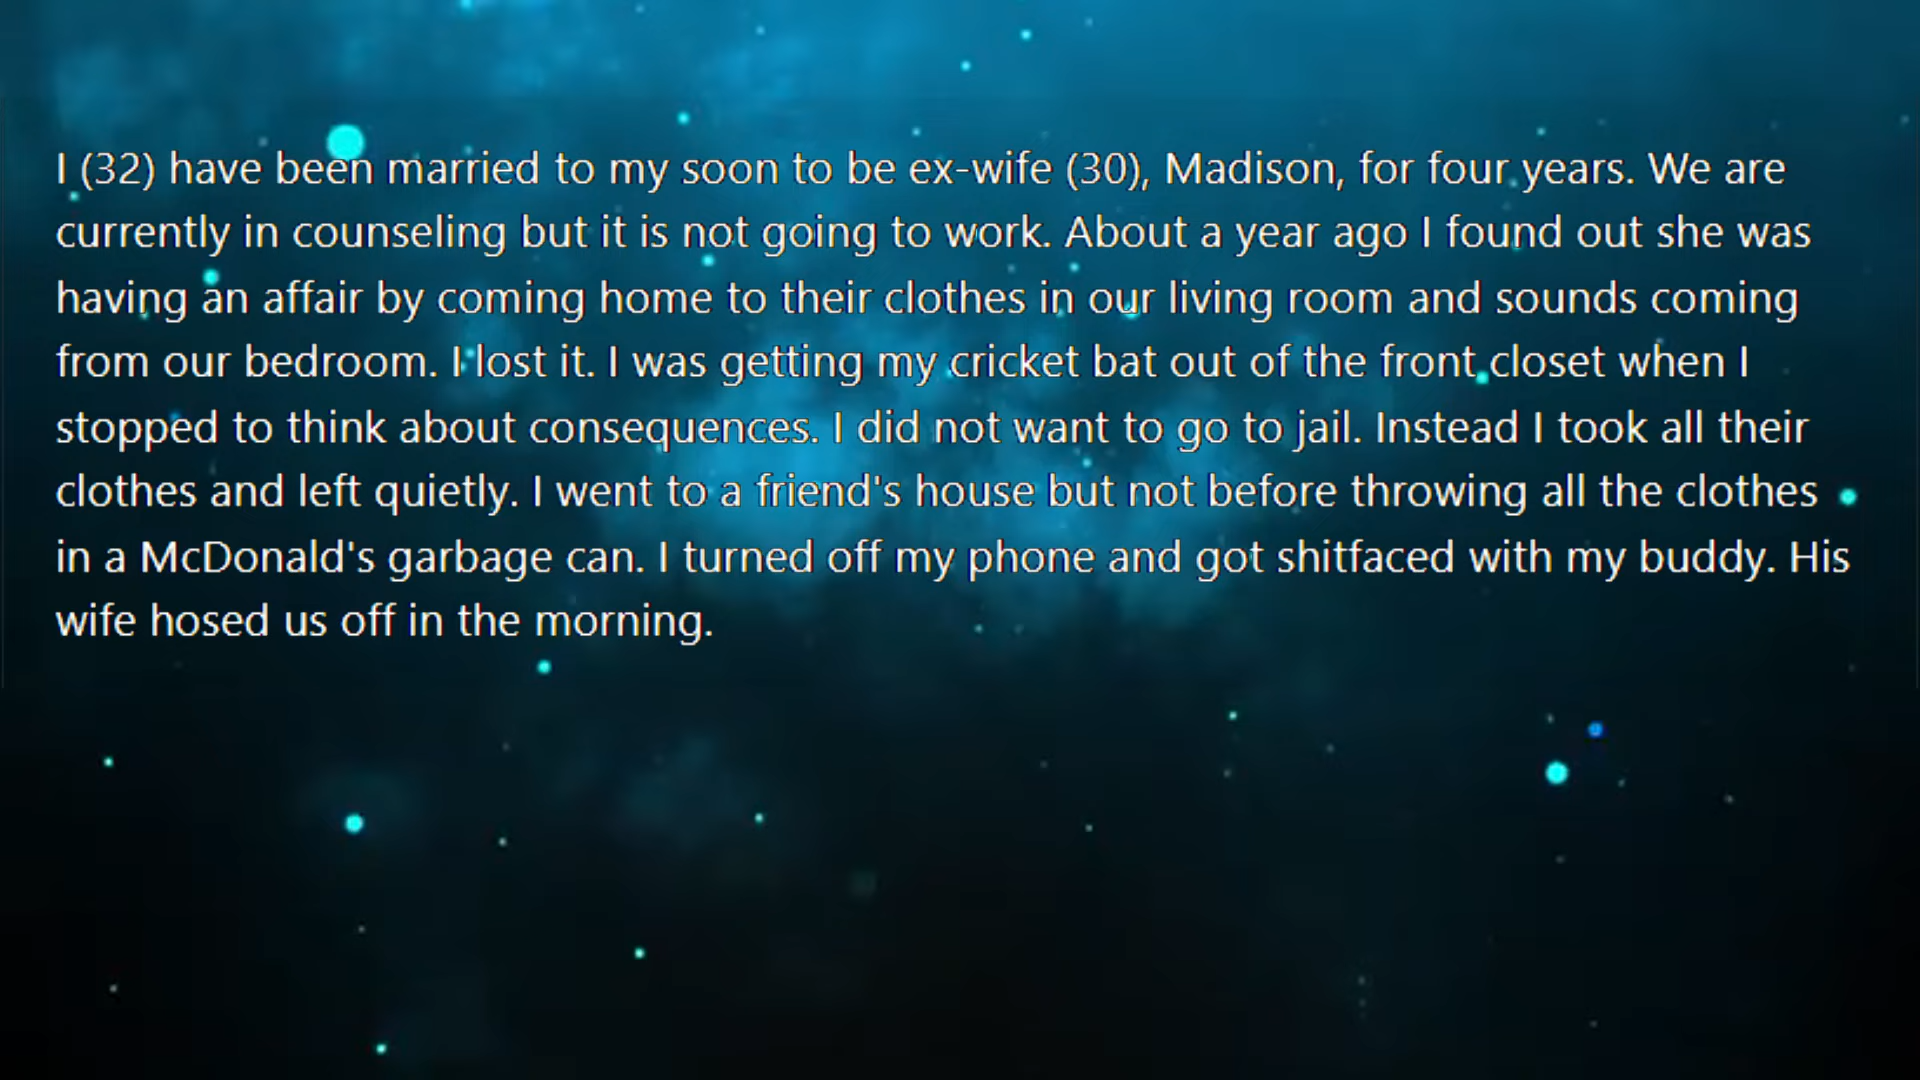 I (32) have been married to my soon to be ex-wife (30), Madison, for four years. We are
currently in counseling but it is not going to work. About a year ago I found out she was
having an affair by coming home to their clothes in our living room and sounds coming
from our bedroom. I lost it. I was getting my cricket bat out of the front closet when I
stopped to think about consequences. I did not want to go to jail. Instead I took all their
clothes and left quietly. I went to a friend's house but not before throwing all the clothes
in a McDonald's garbage can. I turned off my phone and got shitfaced with my buddy. His
wife hosed us off in the morning.